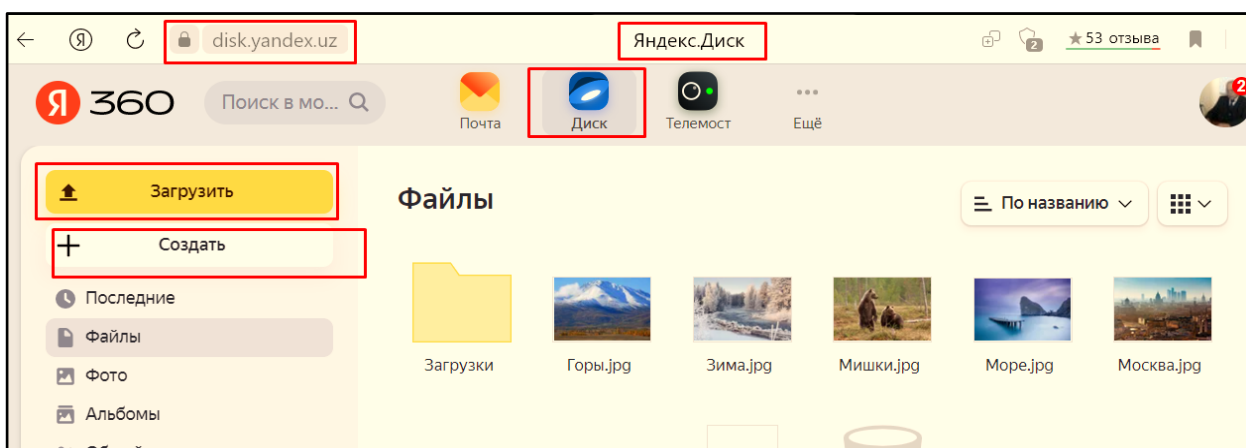 disk.yandex.uz
Яндекс.Диск
2
★ 53 отзыва
Я 360
Поиск в мо...
Почта
Диск
Телемост
Ещё
2
Загрузить
Создать
Последние
Файлы
Фото
Альбомы
Файлы
По названию
Загрузки
Горы.jpg
Зима.jpg
Мишки.jpg
Море.jpg
Москва.jpg